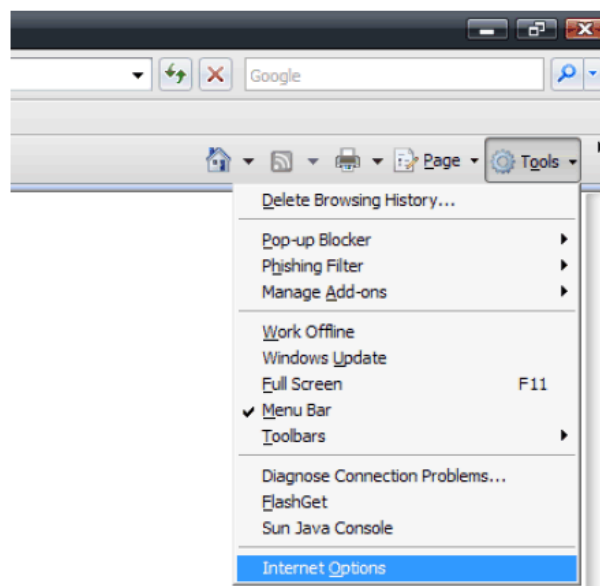 Google
Page
Tools
Delete Browsing History...
Pop-up Blocker
Phishing Filter
Manage Add-ons
Work Offline
Windows Update
Full Screen F11
Menu Bar
Toolbars
Diagnose Connection Problems...
FlashGet
Sun Java Console
Internet Options